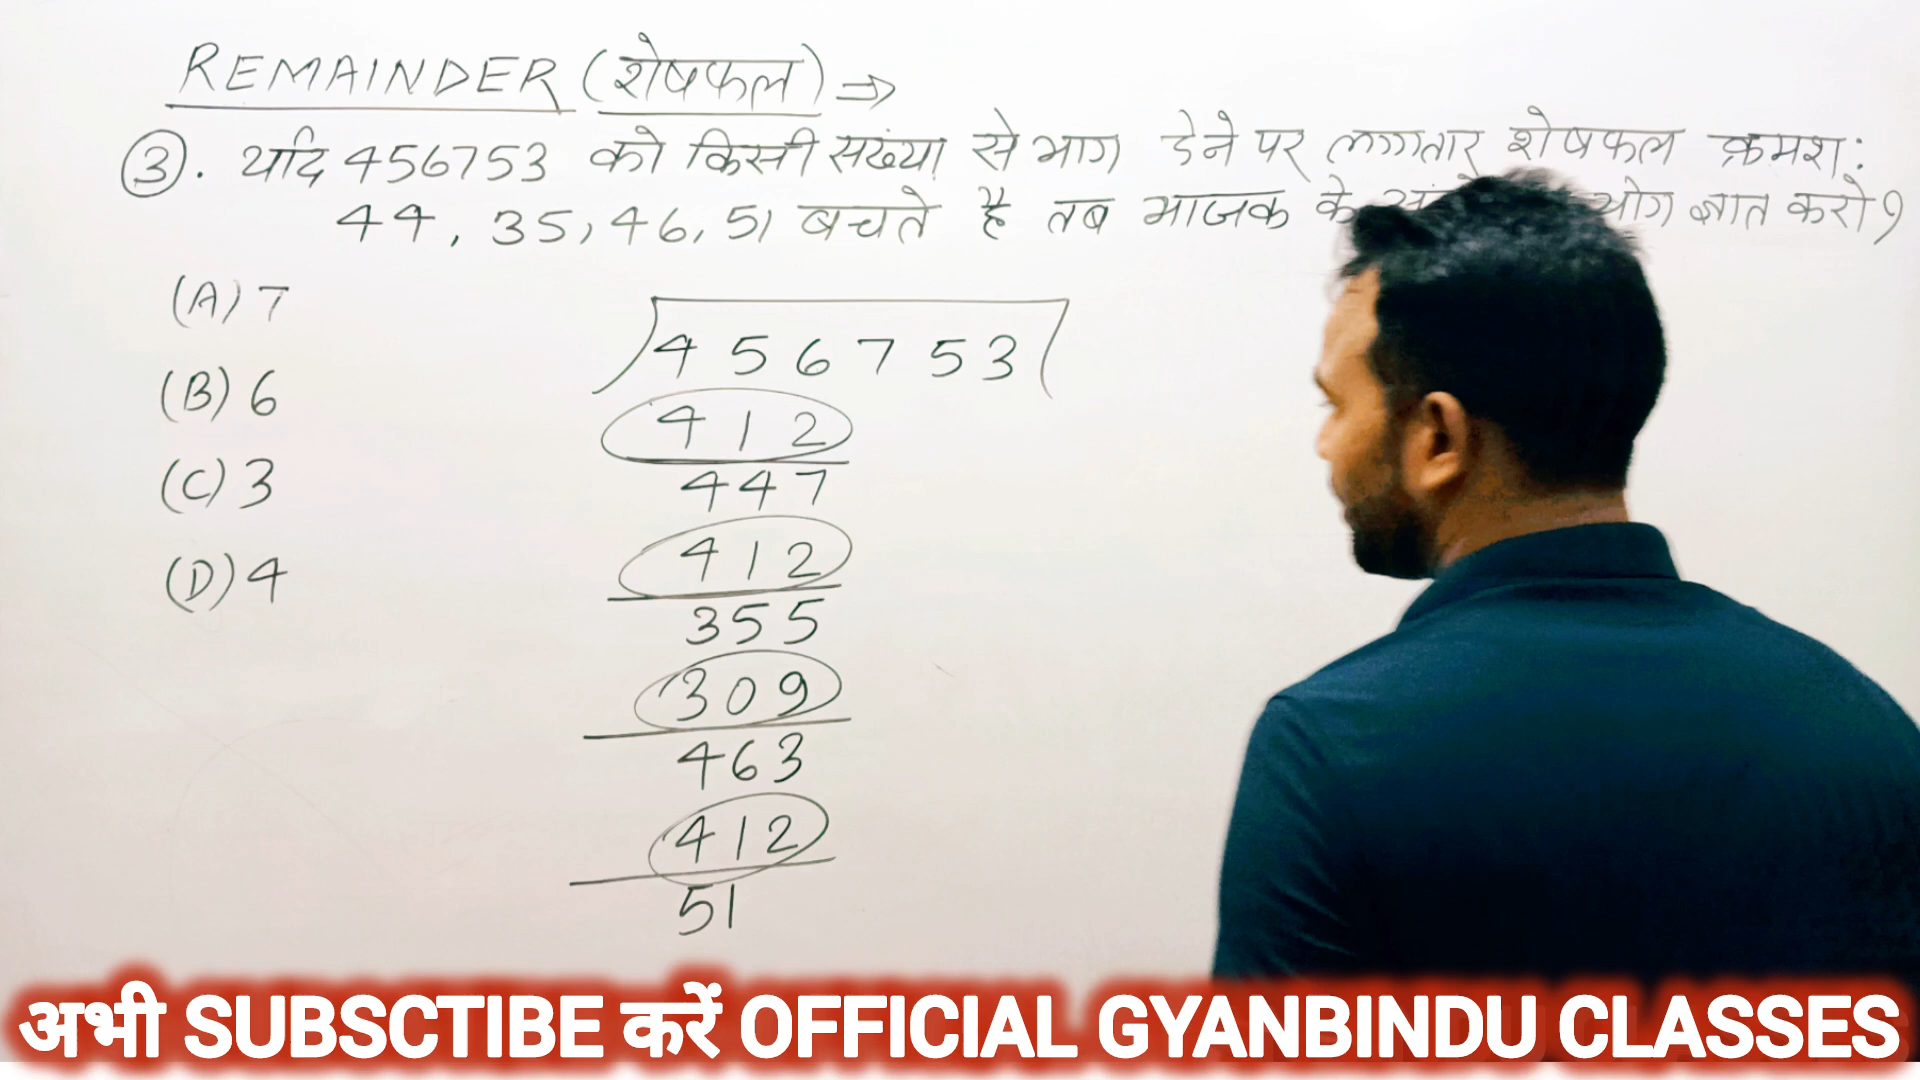 REMAINDER (शेषफल) ⇒
③. यदि 456753 को किसी सख्ंया से भाग देने पर लगातार शेषफल क्रमश:
44, 35, 46, 51 बचते है तब भाजक के योग ज्ञात करो?
(A) 7
(B) 6
(C) 3
(D) 4
456753
412
447
412
355
309
463
412
51
अभी SUBSCTIBE करें OFFICIAL GYANBINDU CLASSES